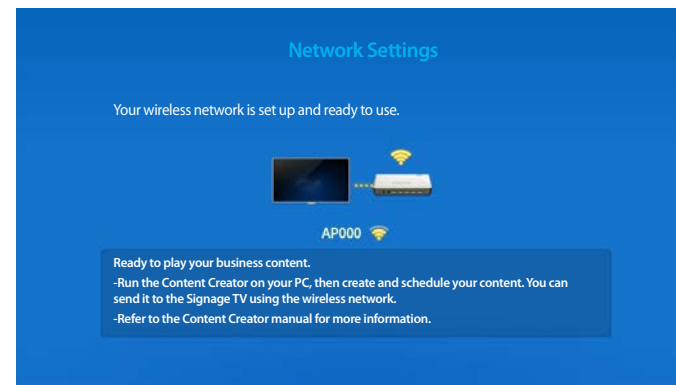 Network Settings
Your wireless network is set up and ready to use.
AP000
Ready to play your business content.
-Run the Content Creator on your PC, then create and schedule your content. You can
send it to the Signage TV using the wireless network.
-Refer to the Content Creator manual for more information.